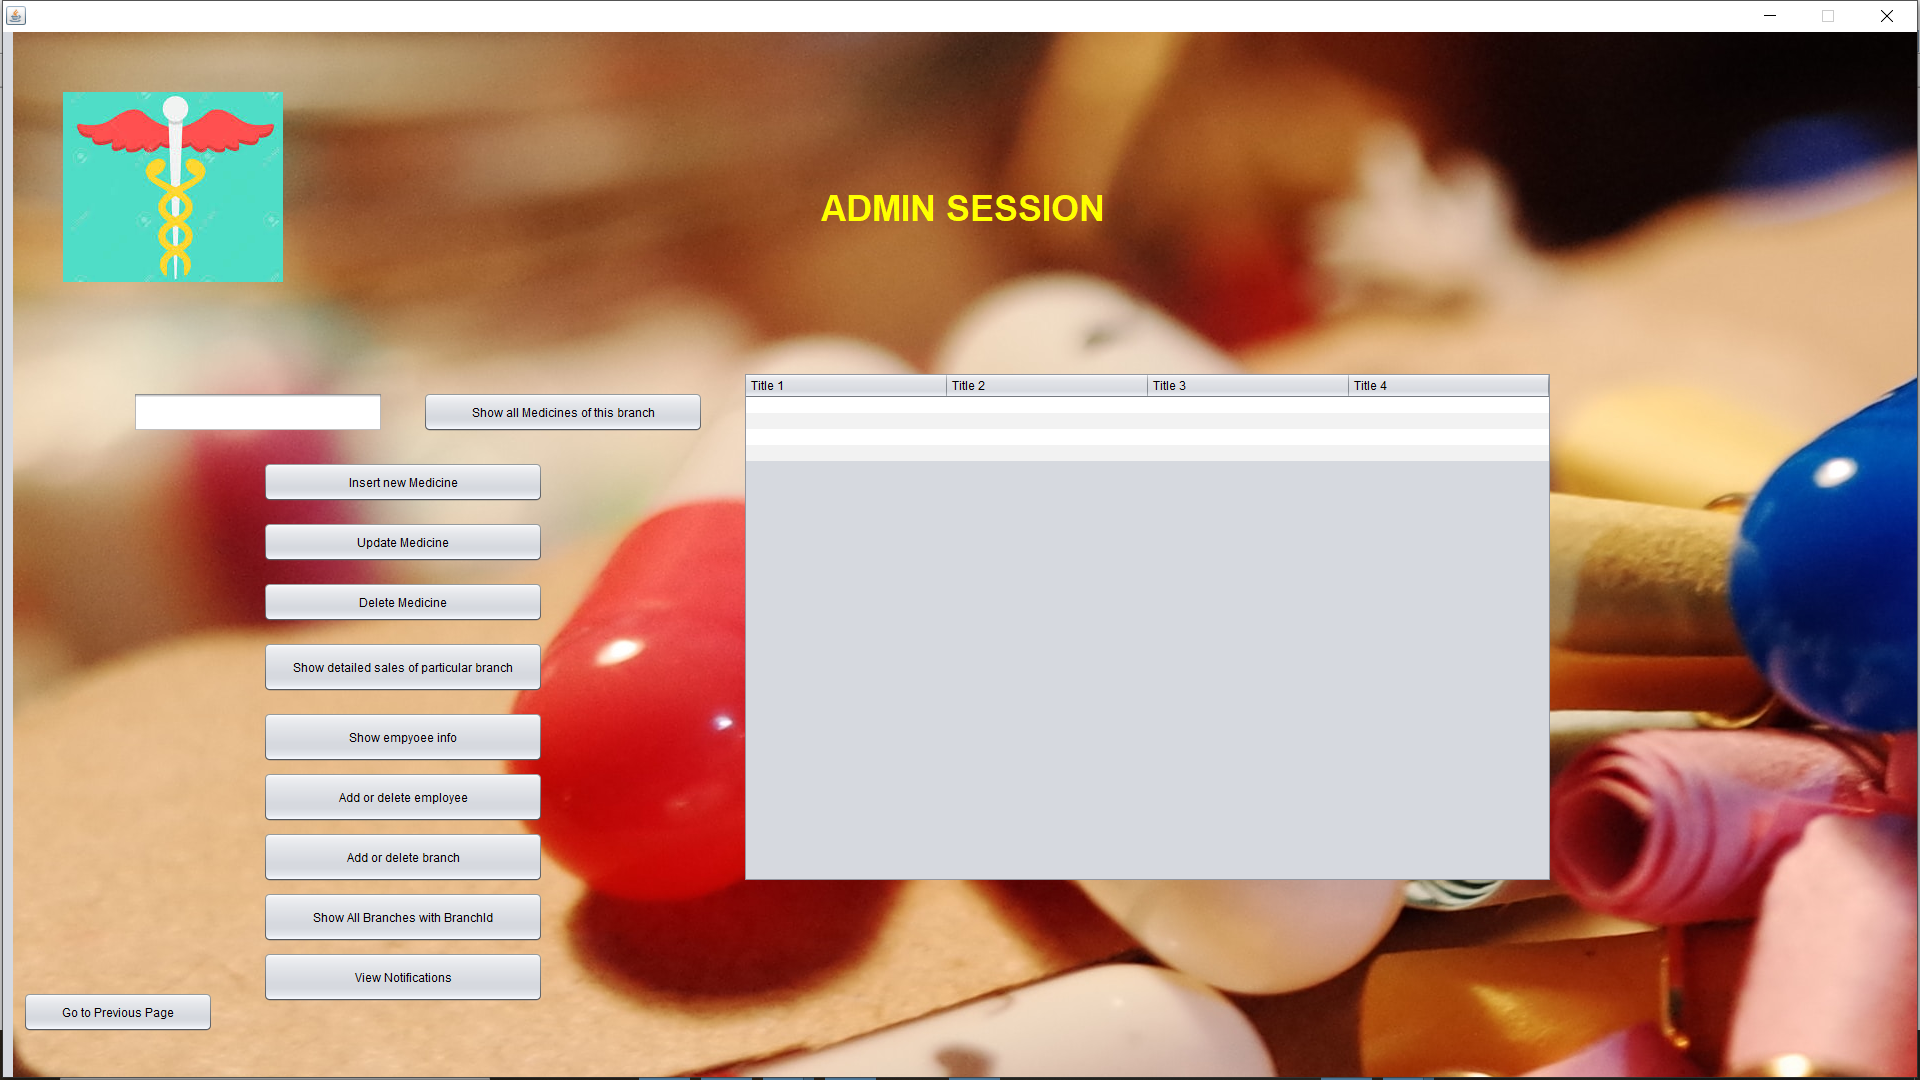 ADMIN SESSION
Show all Medicines of this branch
Title 1 Title 2 Title 3 Title 4
Insert new Medicine
Update Medicine
Delete Medicine
Show detailed sales of particular branch
Show empyoee info
Add or delete employee
Add or delete branch
Show All Branches with BranchId
View Notifications
Go to Previous Page